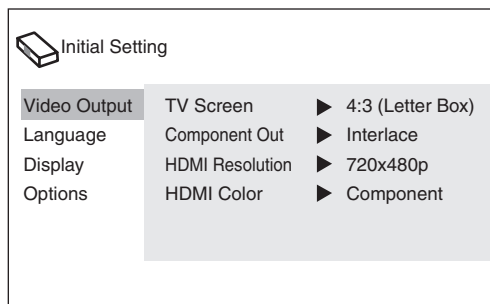 Initial Setting
Video Output TV Screen 4:3 (Letter Box)
Language Component Out Interlace
Display HDMI Resolution 720x480p
Options HDMI Color Component